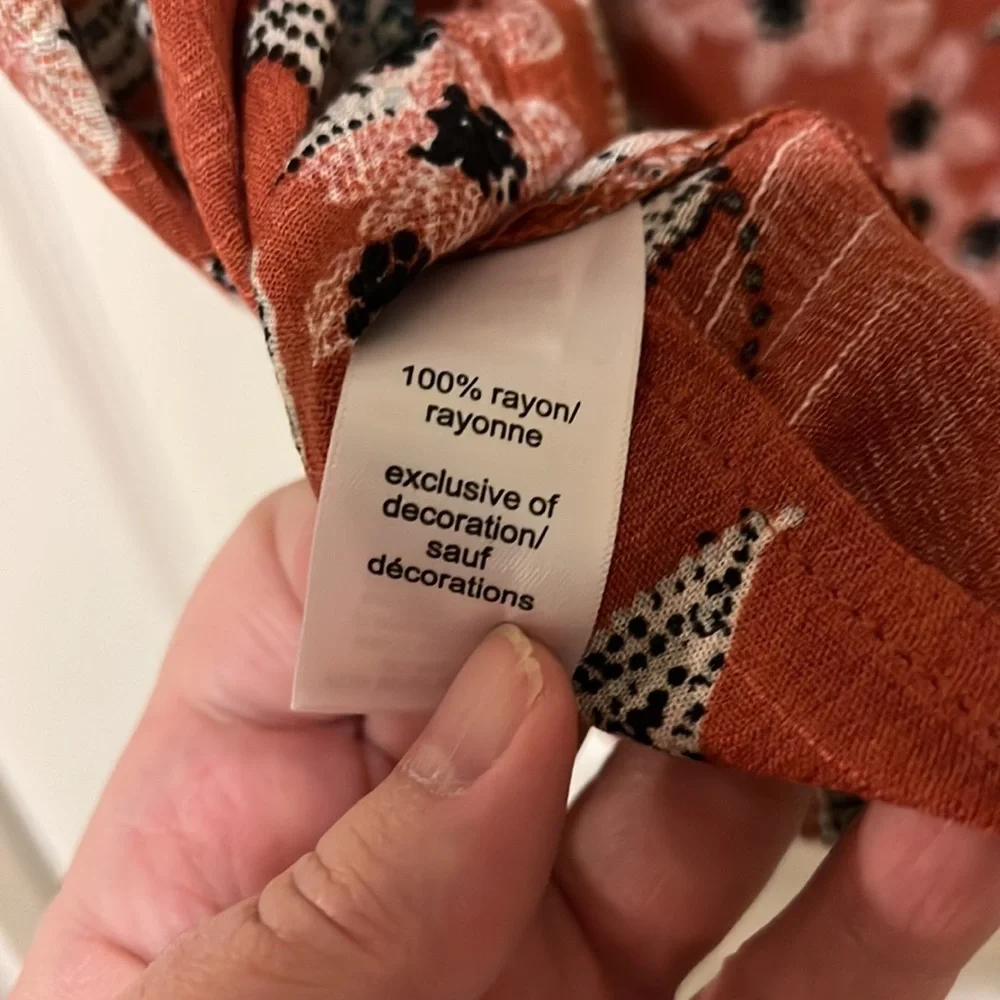 100% rayon/
rayonne
exclusive of
decoration/
sauf
décorations